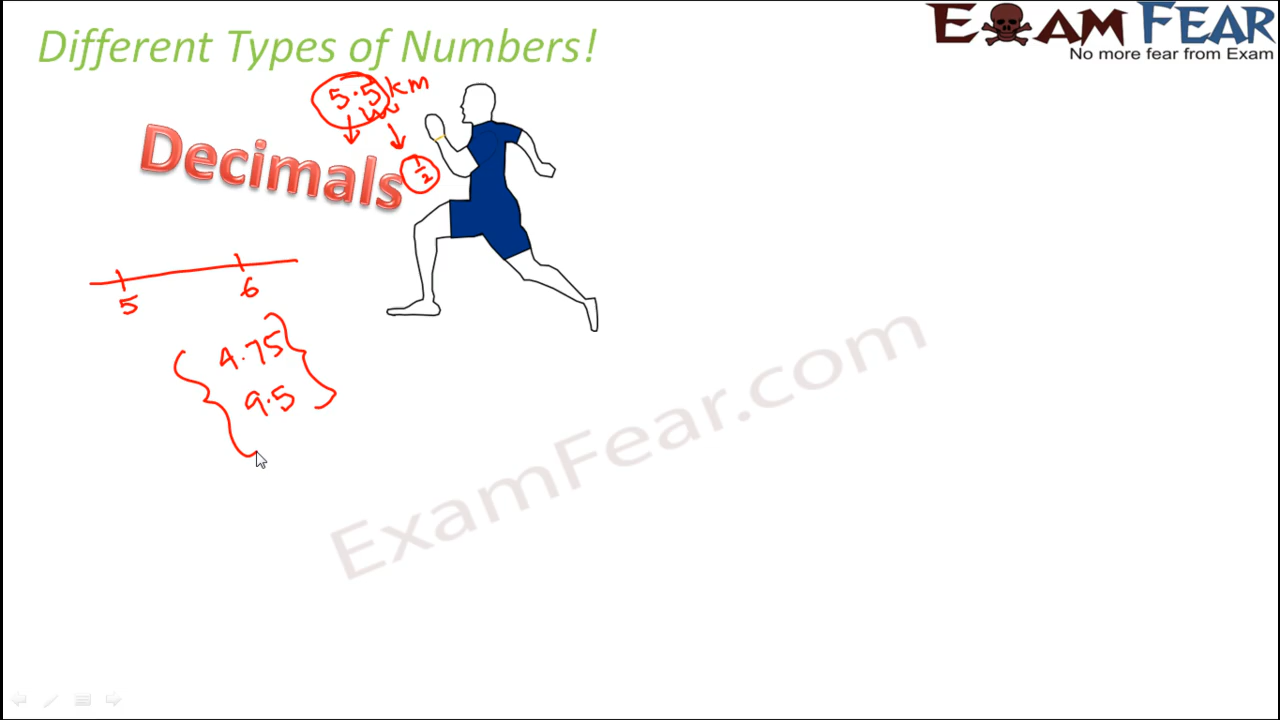 Different Types of Numbers!
EXAM FEAR
No more fear from Exam
5.5 km
Decimals
1/2
5 6
4.75
9.5
ExamFear.com